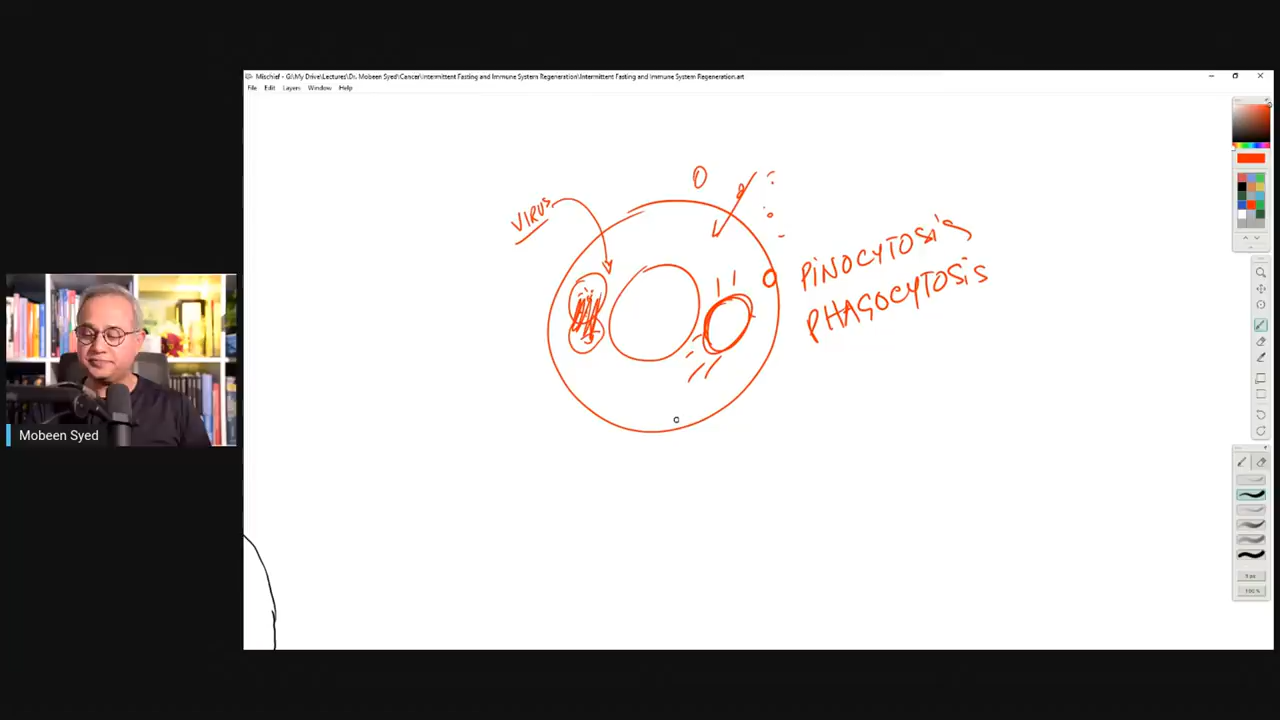 Mischief - G:\My Drive\Lectures\Dr. Mobeen Syed\Cancer\Intermittent Fasting and Immune System Regeneration\Intermittent Fasting and Immune System Regeneration.art
File Edit Layers Window Help
VIRUS
PiNOCYTOSiS
PHAGOCYTOSiS
Mobeen Syed
100 %